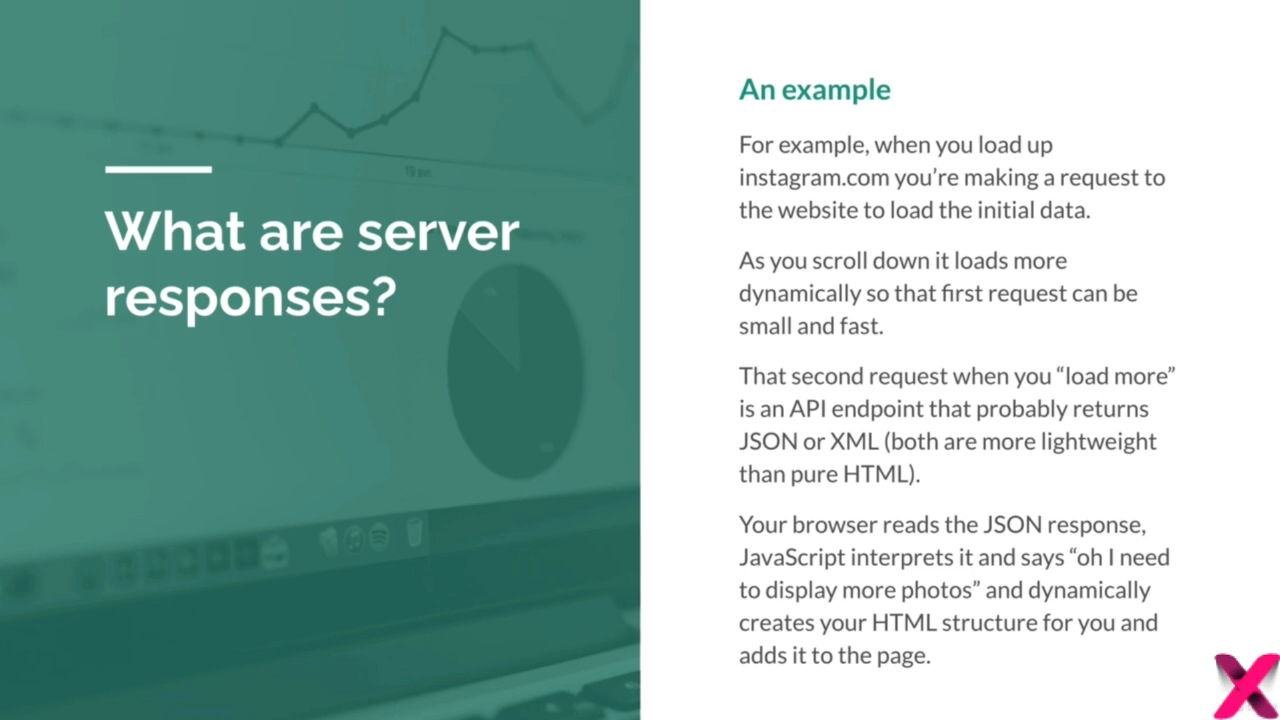 What are server
responses?
An example
For example, when you load up
instagram.com you’re making a request to
the website to load the initial data.
As you scroll down it loads more
dynamically so that first request can be
small and fast.
That second request when you “load more”
is an API endpoint that probably returns
JSON or XML (both are more lightweight
than pure HTML).
Your browser reads the JSON response,
JavaScript interprets it and says “oh I need
to display more photos” and dynamically
creates your HTML structure for you and
adds it to the page.